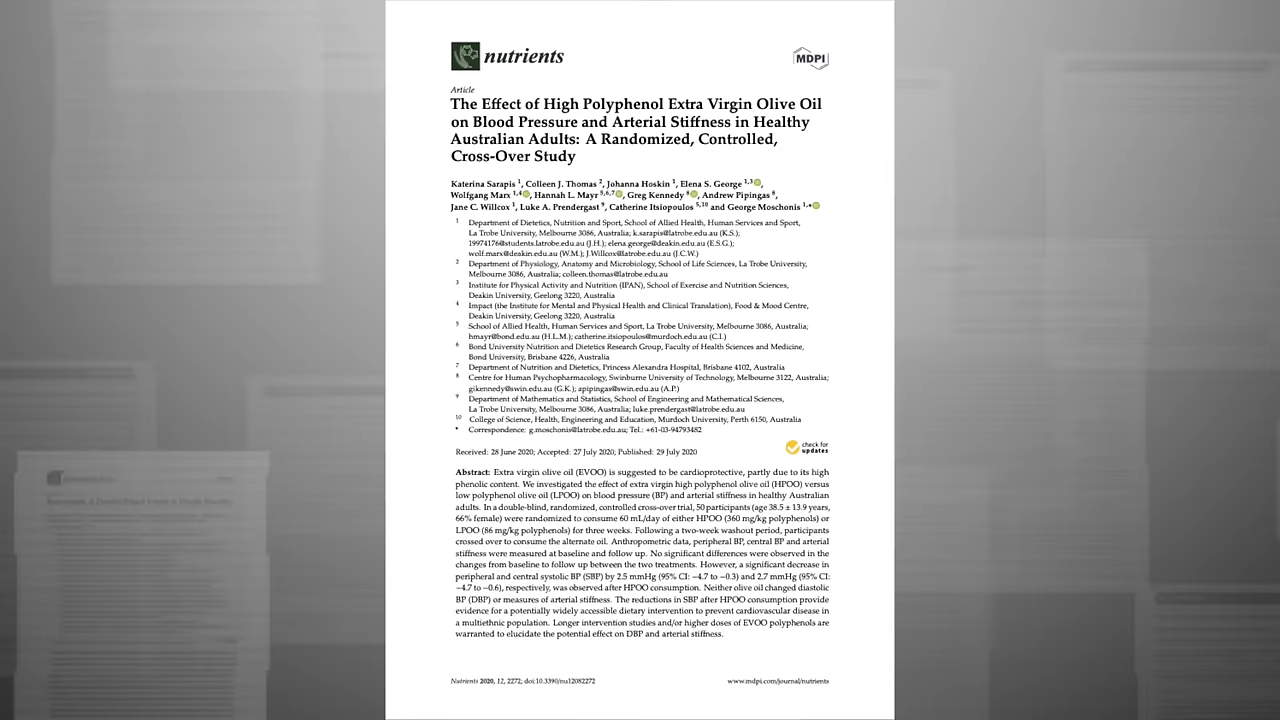 nutrients
MDPI
Article
The Effect of High Polyphenol Extra Virgin Olive Oil
on Blood Pressure and Arterial Stiffness in Healthy
Australian Adults: A Randomized, Controlled,
Cross-Over Study
Katerina Sarapis 1, Colleen J. Thomas 2, Johanna Hoskin 1, Elena S. George 1,3,
Wolfgang Marx 1,4, Hannah L. Mayr 5,6,7, Greg Kennedy 8, Andrew Pipingas 8,
Jane C. Willcox 1, Luke A. Prendergast 9, Catherine Itsiopoulos 5,10 and George Moschonis 1,*
1 Department of Dietetics, Nutrition and Sport, School of Allied Health, Human Services and Sport,
La Trobe University, Melbourne 3086, Australia; k.sarapis@latrobe.edu.au (K.S.);
19974176@students.latrobe.edu.au (J.H.); elena.george@deakin.edu.au (E.S.G.);
wolf.marx@deakin.edu.au (W.M.); J.Willcox@latrobe.edu.au (J.C.W.)
2 Department of Physiology, Anatomy and Microbiology, School of Life Sciences, La Trobe University,
Melbourne 3086, Australia; colleen.thomas@latrobe.edu.au
3 Institute for Physical Activity and Nutrition (IPAN), School of Exercise and Nutrition Sciences,
Deakin University, Geelong 3220, Australia
4 Impact (the Institute for Mental and Physical Health and Clinical Translation), Food & Mood Centre,
Deakin University, Geelong 3220, Australia
5 School of Allied Health, Human Services and Sport, La Trobe University, Melbourne 3086, Australia;
hmayr@bond.edu.au (H.L.M.); catherine.itsiopoulos@murdoch.edu.au (C.I.)
6 Bond University Nutrition and Dietetics Research Group, Faculty of Health Sciences and Medicine,
Bond University, Brisbane 4226, Australia
7 Department of Nutrition and Dietetics, Princess Alexandra Hospital, Brisbane 4102, Australia
8 Centre for Human Psychopharmacology, Swinburne University of Technology, Melbourne 3122, Australia;
gikennedy@swin.edu.au (G.K.); apipingas@swin.edu.au (A.P.)
9 Department of Mathematics and Statistics, School of Engineering and Mathematical Sciences,
La Trobe University, Melbourne 3086, Australia; luke.prendergast@latrobe.edu.au
10 College of Science, Health, Engineering and Education, Murdoch University, Perth 6150, Australia
* Correspondence: g.moschonis@latrobe.edu.au; Tel.: +61-03-94793482
check for
updates
Received: 28 June 2020; Accepted: 27 July 2020; Published: 29 July 2020
Abstract: Extra virgin olive oil (EVOO) is suggested to be cardioprotective, partly due to its high
phenolic content. We investigated the effect of extra virgin high polyphenol olive oil (HPOO) versus
low polyphenol olive oil (LPOO) on blood pressure (BP) and arterial stiffness in healthy Australian
adults. In a double-blind, randomized, controlled cross-over trial, 50 participants (age 38.5 ± 13.9 years,
66% female) were randomized to consume 60 mL/day of either HPOO (360 mg/kg polyphenols) or
LPOO (86 mg/kg polyphenols) for three weeks. Following a two-week washout period, participants
crossed over to consume the alternate oil. Anthropometric data, peripheral BP, central BP and arterial
stiffness were measured at baseline and follow up. No significant differences were observed in the
changes from baseline to follow up between the two treatments. However, a significant decrease in
peripheral and central systolic BP (SBP) by 2.5 mmHg (95% CI: −4.7 to −0.3) and 2.7 mmHg (95% CI:
−4.7 to −0.6), respectively, was observed after HPOO consumption. Neither olive oil changed diastolic
BP (DBP) or measures of arterial stiffness. The reductions in SBP after HPOO consumption provide
evidence for a potentially widely accessible dietary intervention to prevent cardiovascular disease in
a multiethnic population. Longer intervention studies and/or higher doses of EVOO polyphenols are
warranted to elucidate the potential effect on DBP and arterial stiffness.
Nutrients 2020, 12, 2272; doi:10.3390/nu12082272
www.mdpi.com/journal/nutrients